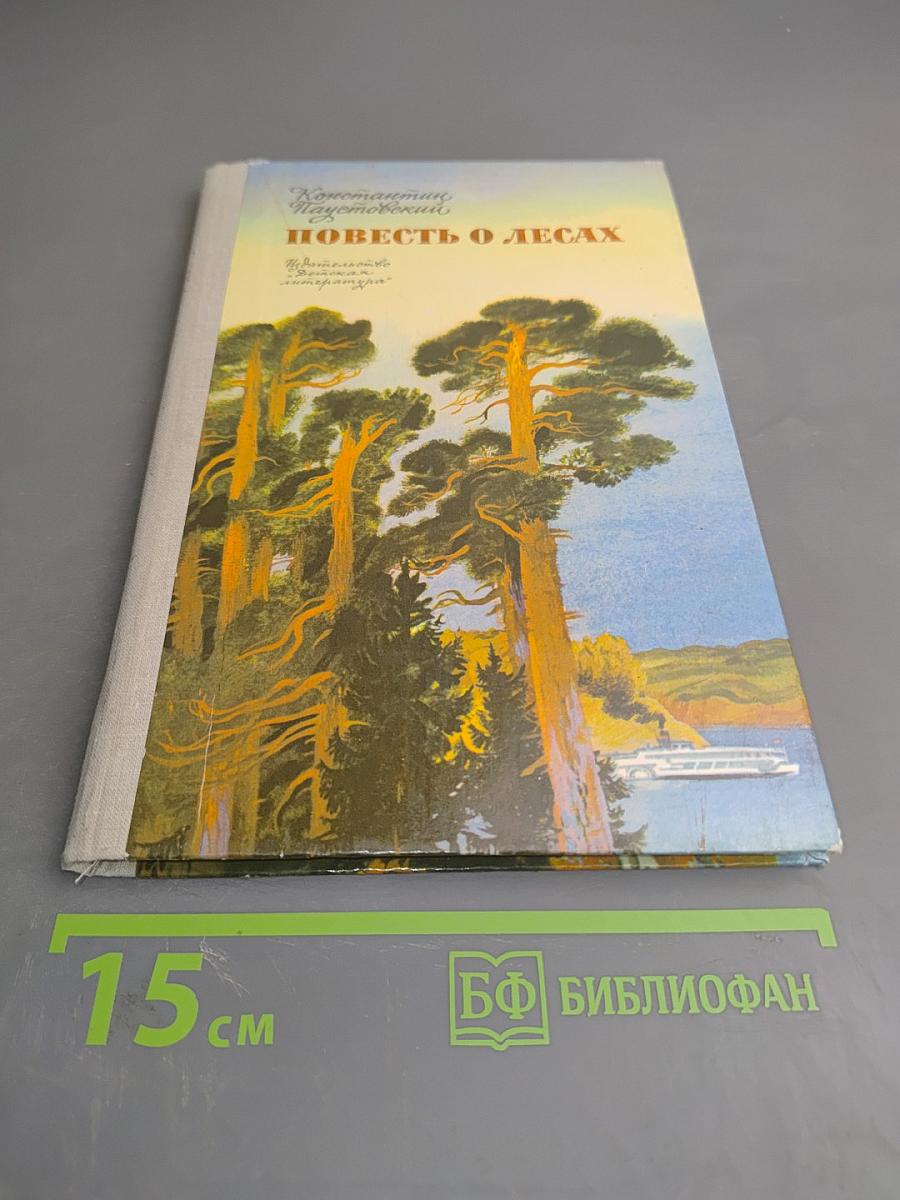 Константин
Паустовский
ПОВЕСТЬ О ЛЕСАХ
Издательство
„Детская
литература“
15 см
БФ БИБЛИОФАН